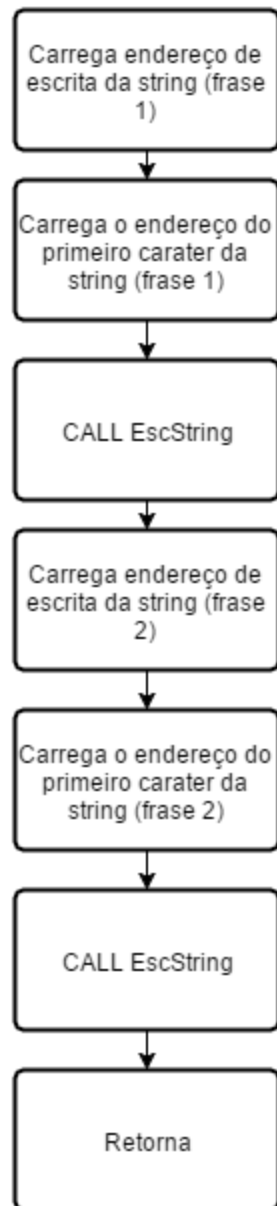 Carrega endereço de
escrita da string (frase
1)
Carrega o endereço do
primeiro carater da
string (frase 1)
CALL EscString
Carrega endereço de
escrita da string (frase
2)
Carrega o endereço do
primeiro carater da
string (frase 2)
CALL EscString
Retorna